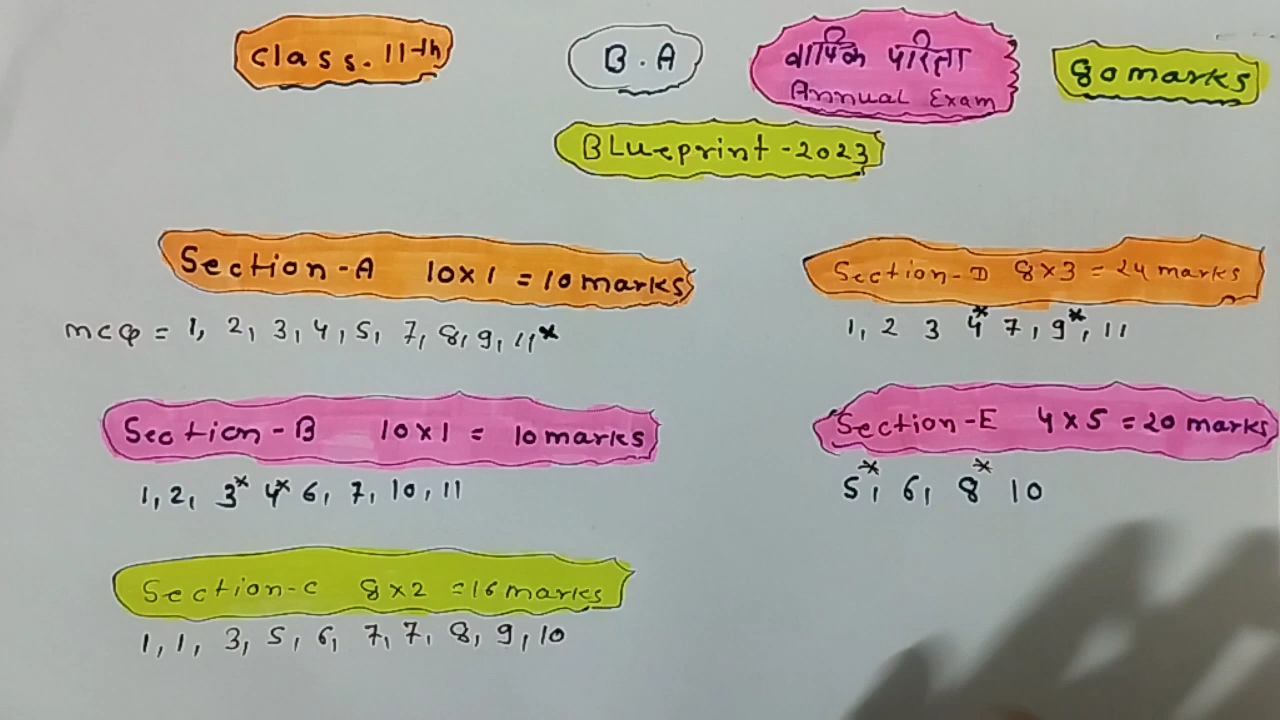 Class. 11th
B.A
वार्षिक परिक्षा
Annual Exam
80 marks
Blueprint-2023
Section-A 10×1 = 10 marks
mcq = 1, 2, 3, 4, 5, 7, 8, 9, 11*
Section-B 10×1 = 10 marks
1, 2, 3* 4* 6, 7, 10, 11
Section-C 8×2 = 16 marks
1, 1, 3, 5, 6, 7, 7, 8, 9, 10
Section-D 8×3 = 24 marks
1, 2 3 4* 7, 9*, 11
Section-E 4×5 = 20 marks
5*, 6, 8* 10